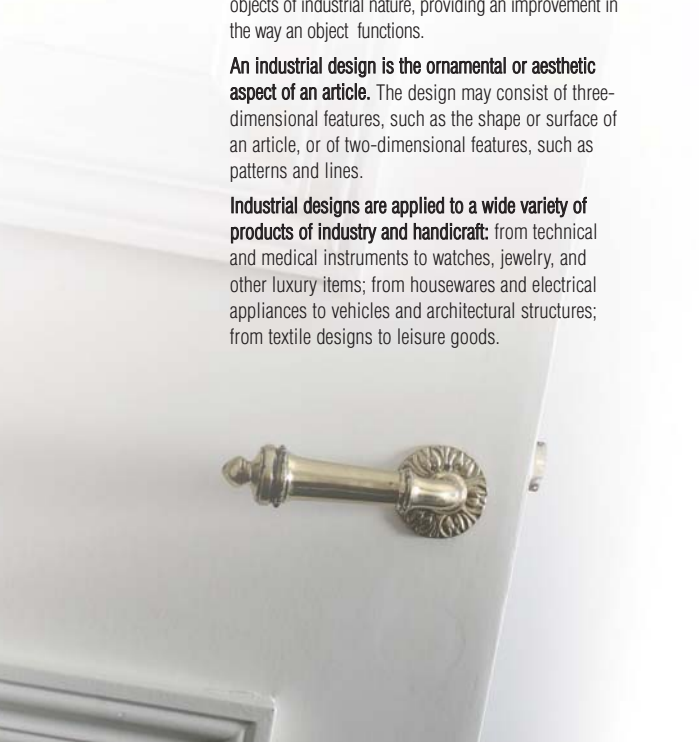 objects of industrial nature, providing an improvement in
the way an object functions.
An industrial design is the ornamental or aesthetic
aspect of an article. The design may consist of three-
dimensional features, such as the shape or surface of
an article, or of two-dimensional features, such as
patterns and lines.
Industrial designs are applied to a wide variety of
products of industry and handicraft: from technical
and medical instruments to watches, jewelry, and
other luxury items; from housewares and electrical
appliances to vehicles and architectural structures;
from textile designs to leisure goods.